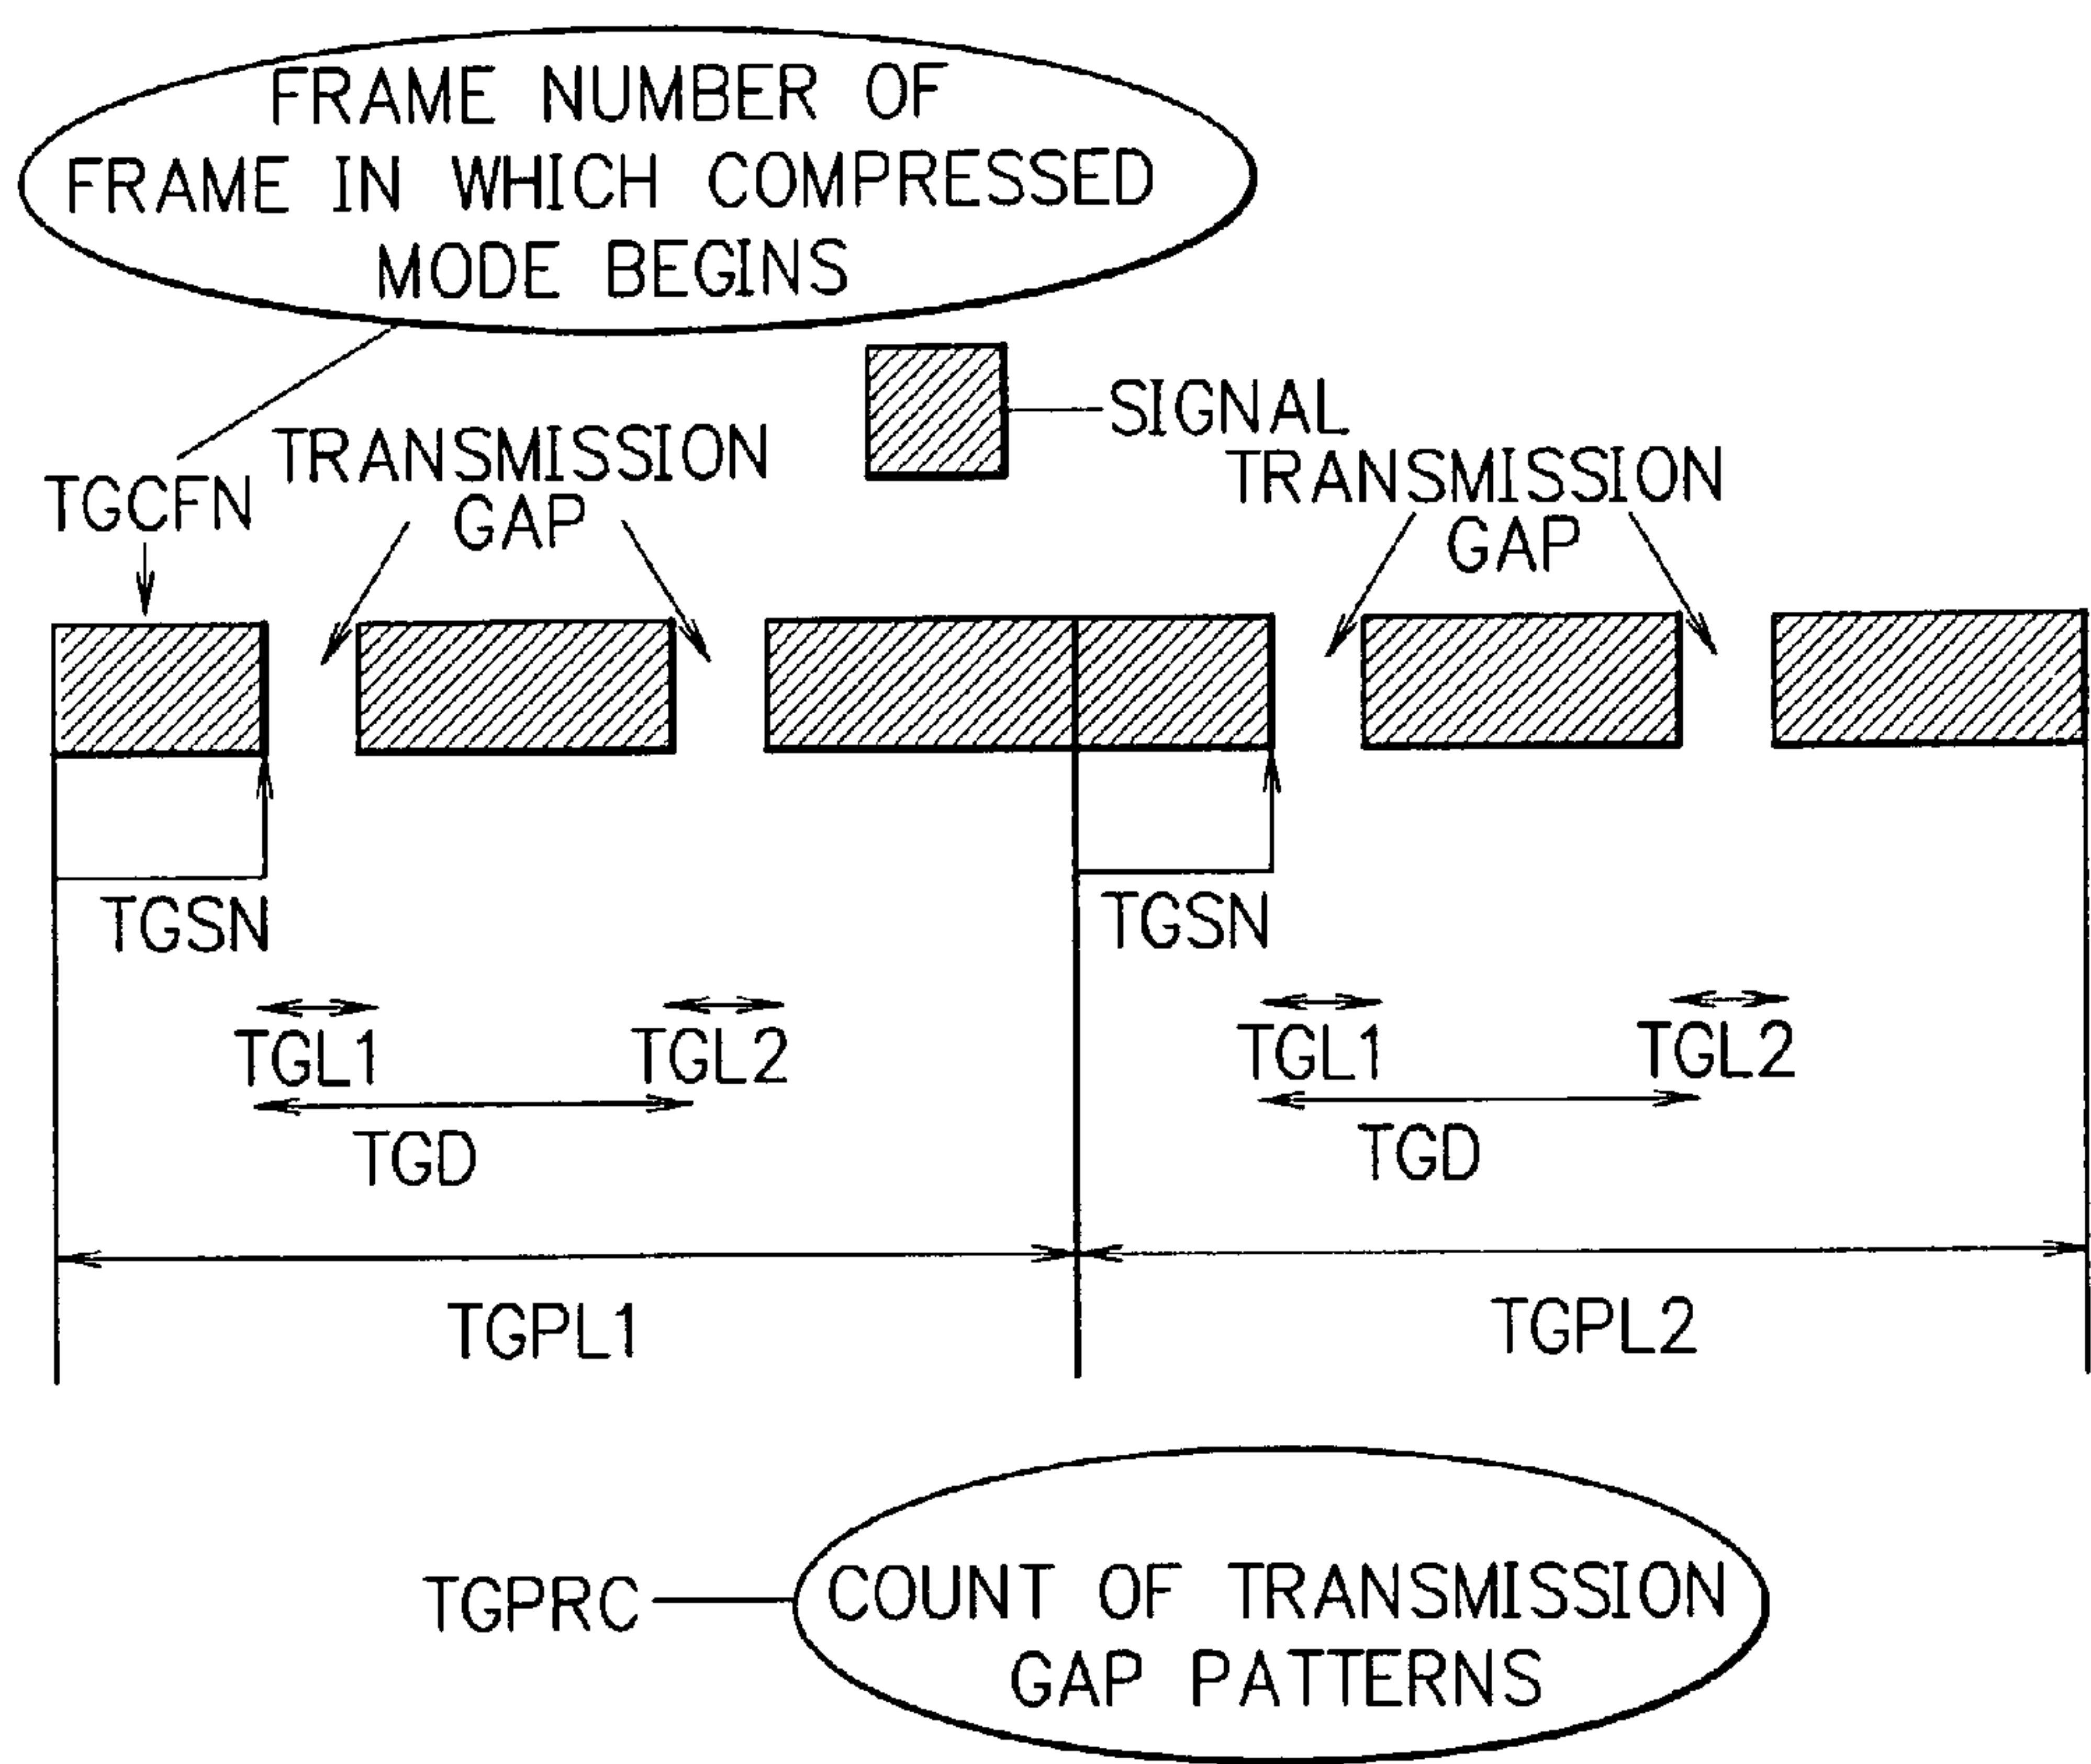 FRAME NUMBER OF
FRAME IN WHICH COMPRESSED
MODE BEGINS
SIGNAL
TRANSMISSION
GAP
TRANSMISSION
GAP
TGCFN
TGSN
TGSN
TGL1
TGL2
TGL1
TGL2
TGD
TGD
TGPL1
TGPL2
TGPRC
COUNT OF TRANSMISSION
GAP PATTERNS